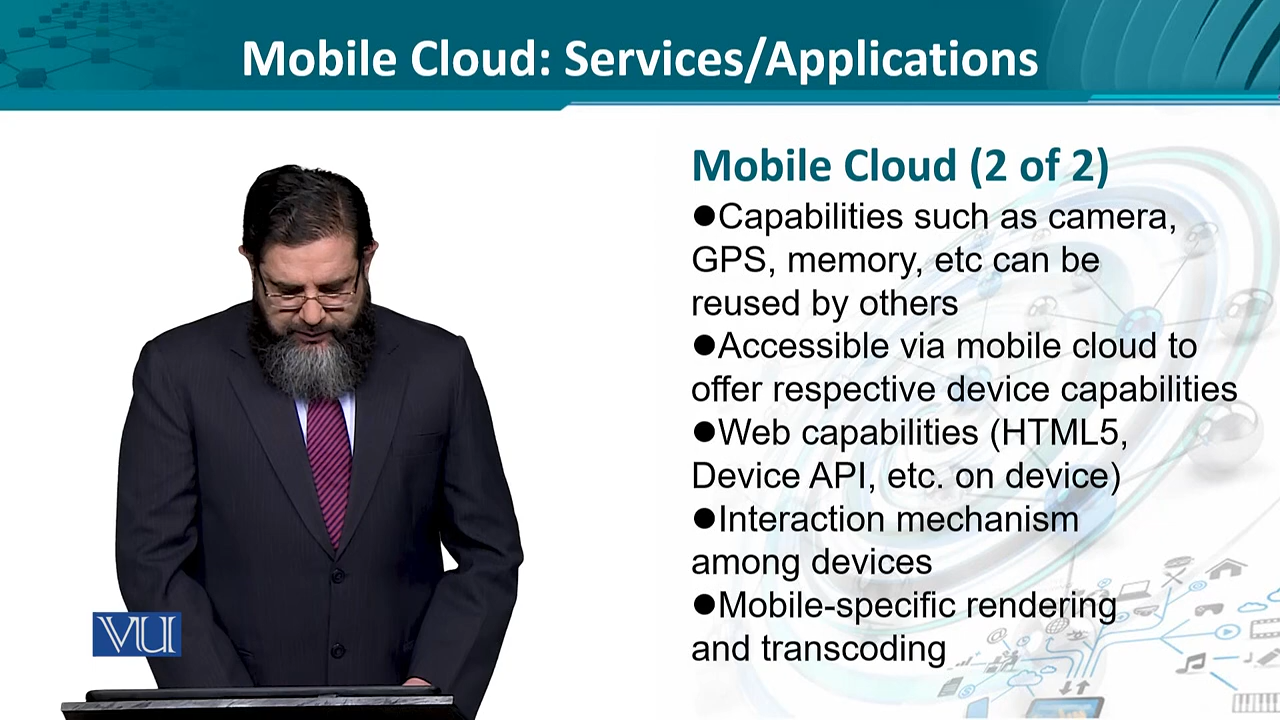 Mobile Cloud: Services/Applications
Mobile Cloud (2 of 2)
●Capabilities such as camera,
GPS, memory, etc can be
reused by others
●Accessible via mobile cloud to
offer respective device capabilities
●Web capabilities (HTML5,
Device API, etc. on device)
●Interaction mechanism
among devices
●Mobile-specific rendering
and transcoding
VU